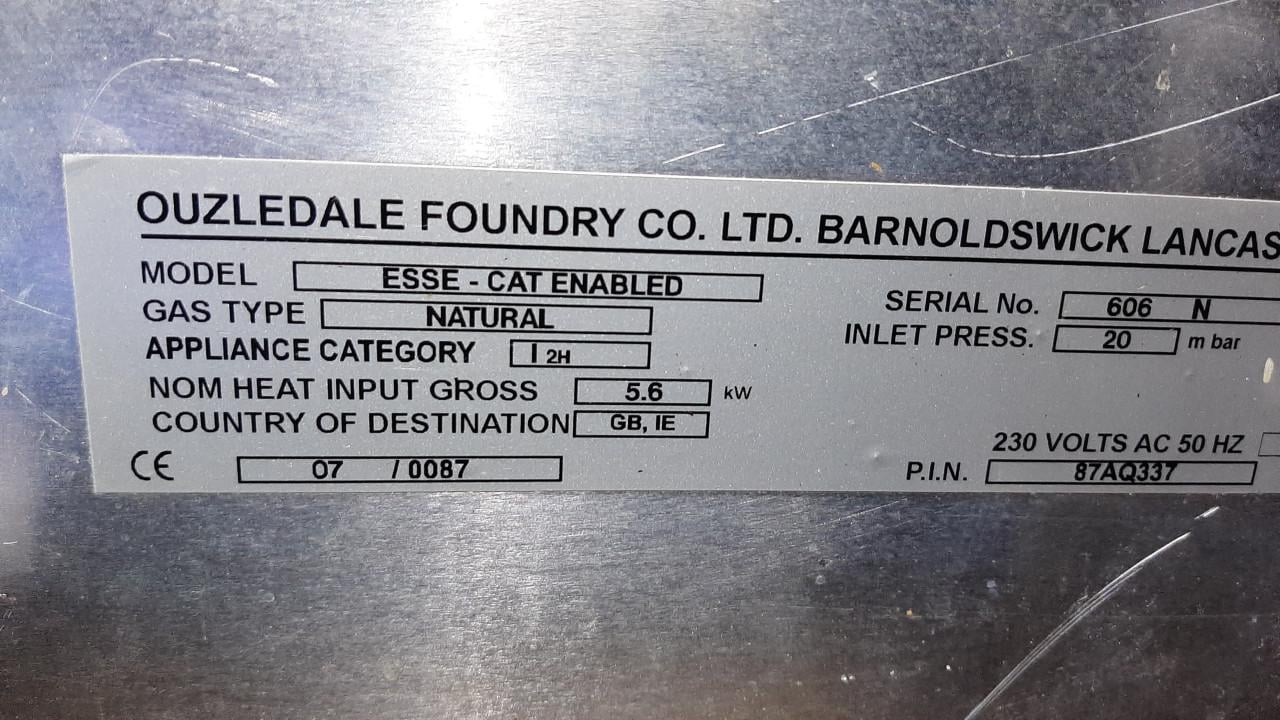 OUZLEDALE FOUNDRY CO. LTD. BARNOLDSWICK LANCAS
MODEL ESSE - CAT ENABLED
GAS TYPE NATURAL
SERIAL No. 606 N
APPLIANCE CATEGORY I 2H
INLET PRESS. 20 m bar
NOM HEAT INPUT GROSS 5.6 kW
COUNTRY OF DESTINATION GB, IE
230 VOLTS AC 50 HZ
CE 07 / 0087
P.I.N. 87AQ337